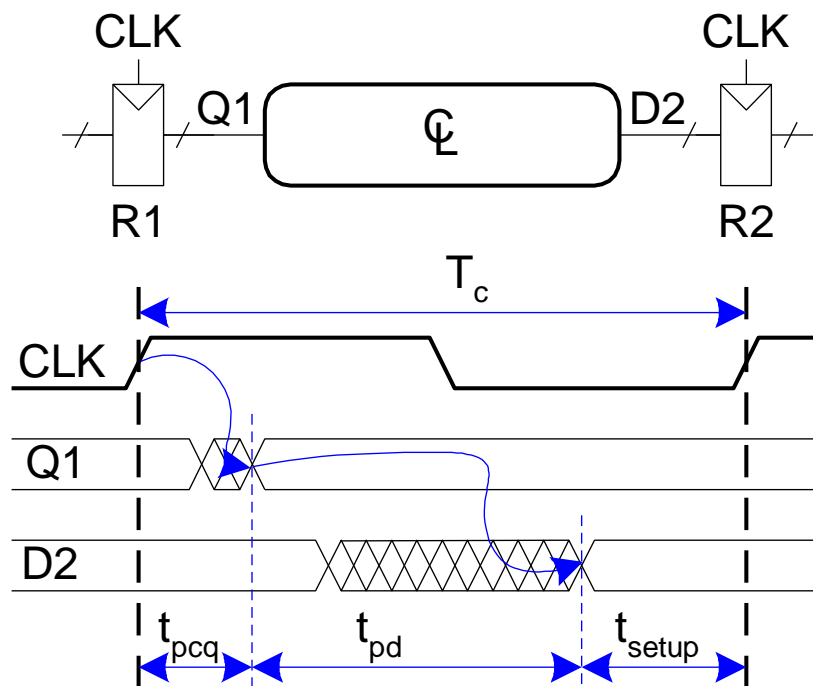 CLK CLK
Q1 CL D2
R1 R2
Tc
CLK
Q1
D2
tpcq tpd tsetup